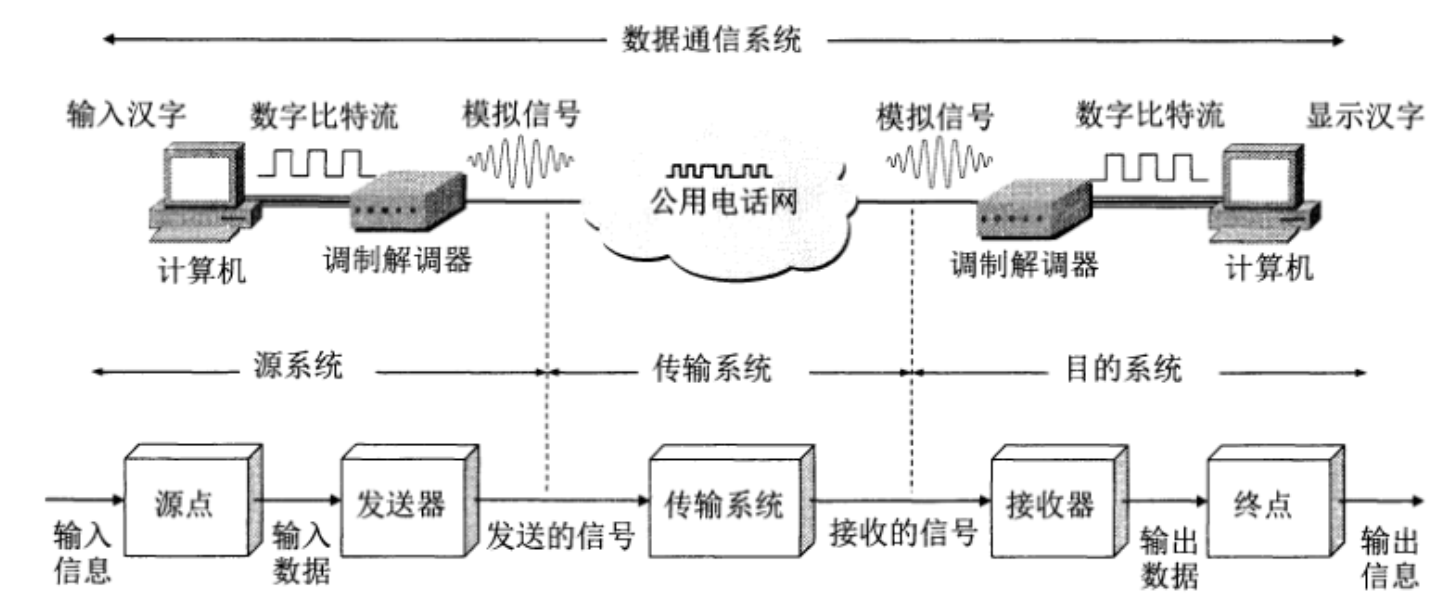 数据通信系统
输入汉字 数字比特流 模拟信号 模拟信号 数字比特流 显示汉字
公用电话网
计算机 调制解调器 调制解调器 计算机
源系统 传输系统 目的系统
源点 发送器 传输系统 接收器 终点
输入 输入 发送的信号 接收的信号 输出 输出
信息 数据 数据 信息